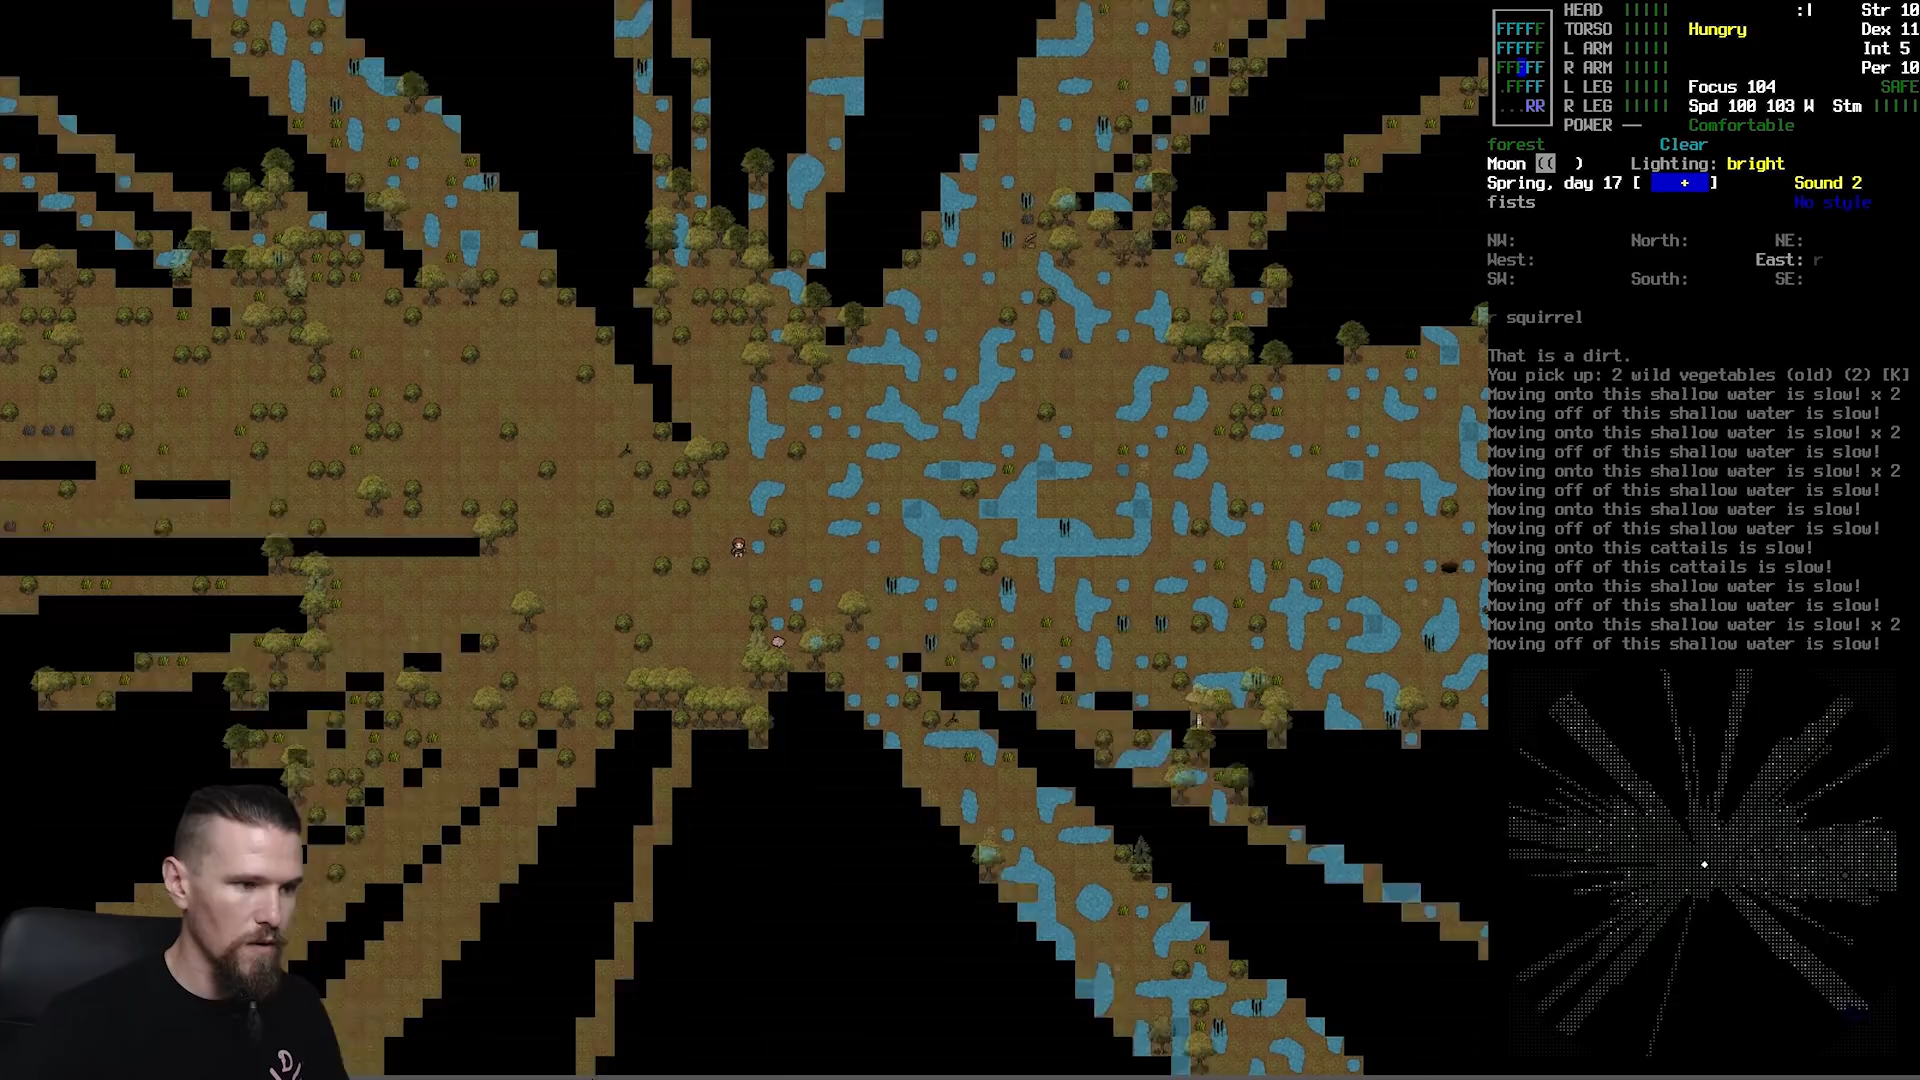 HEAD ||||| :| Str 10
FFFFF TORSO ||||| Hungry Dex 11
FFFFF L ARM ||||| Int 5
FFFFF R ARM ||||| Per 10
.FFFF L LEG ||||| Focus 104 SAFE
...RR R LEG ||||| Spd 100 103 W Stm |||||
POWER — Comfortable
forest Clear
Moon (( ) Lighting: bright
Spring, day 17 [ + ] Sound 2
fists No style
NW: North: NE:
West: East: r
SW: South: SE:
r squirrel
That is a dirt.
You pick up: 2 wild vegetables (old) (2) [K]
Moving onto this shallow water is slow! x 2
Moving off of this shallow water is slow!
Moving onto this shallow water is slow! x 2
Moving off of this shallow water is slow!
Moving onto this shallow water is slow! x 2
Moving off of this shallow water is slow!
Moving onto this shallow water is slow!
Moving off of this shallow water is slow!
Moving onto this cattails is slow!
Moving off of this cattails is slow!
Moving onto this shallow water is slow!
Moving off of this shallow water is slow!
Moving onto this shallow water is slow! x 2
Moving off of this shallow water is slow!